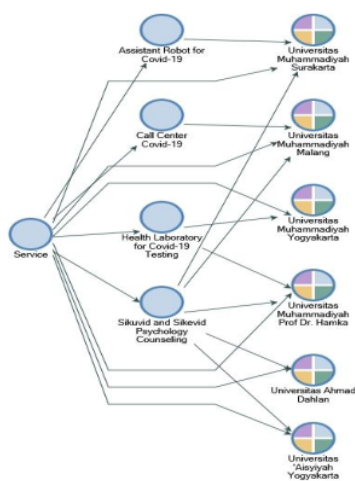 Assistant Robot for
Covid-19
Universitas
Muhammadiyah
Surakarta
Call Center
Covid-19
Universitas
Muhammadiyah
Malang
Service
Health Laboratory
for Covid-19
Testing
Universitas
Muhammadiyah
Yogyakarta
Sikuvid and Sikevid
Psychology
Counseling
Universitas
Muhammadiyah
Prof Dr. Hamka
Universitas Ahmad
Dahlan
Universitas
'Aisyiyah
Yogyakarta